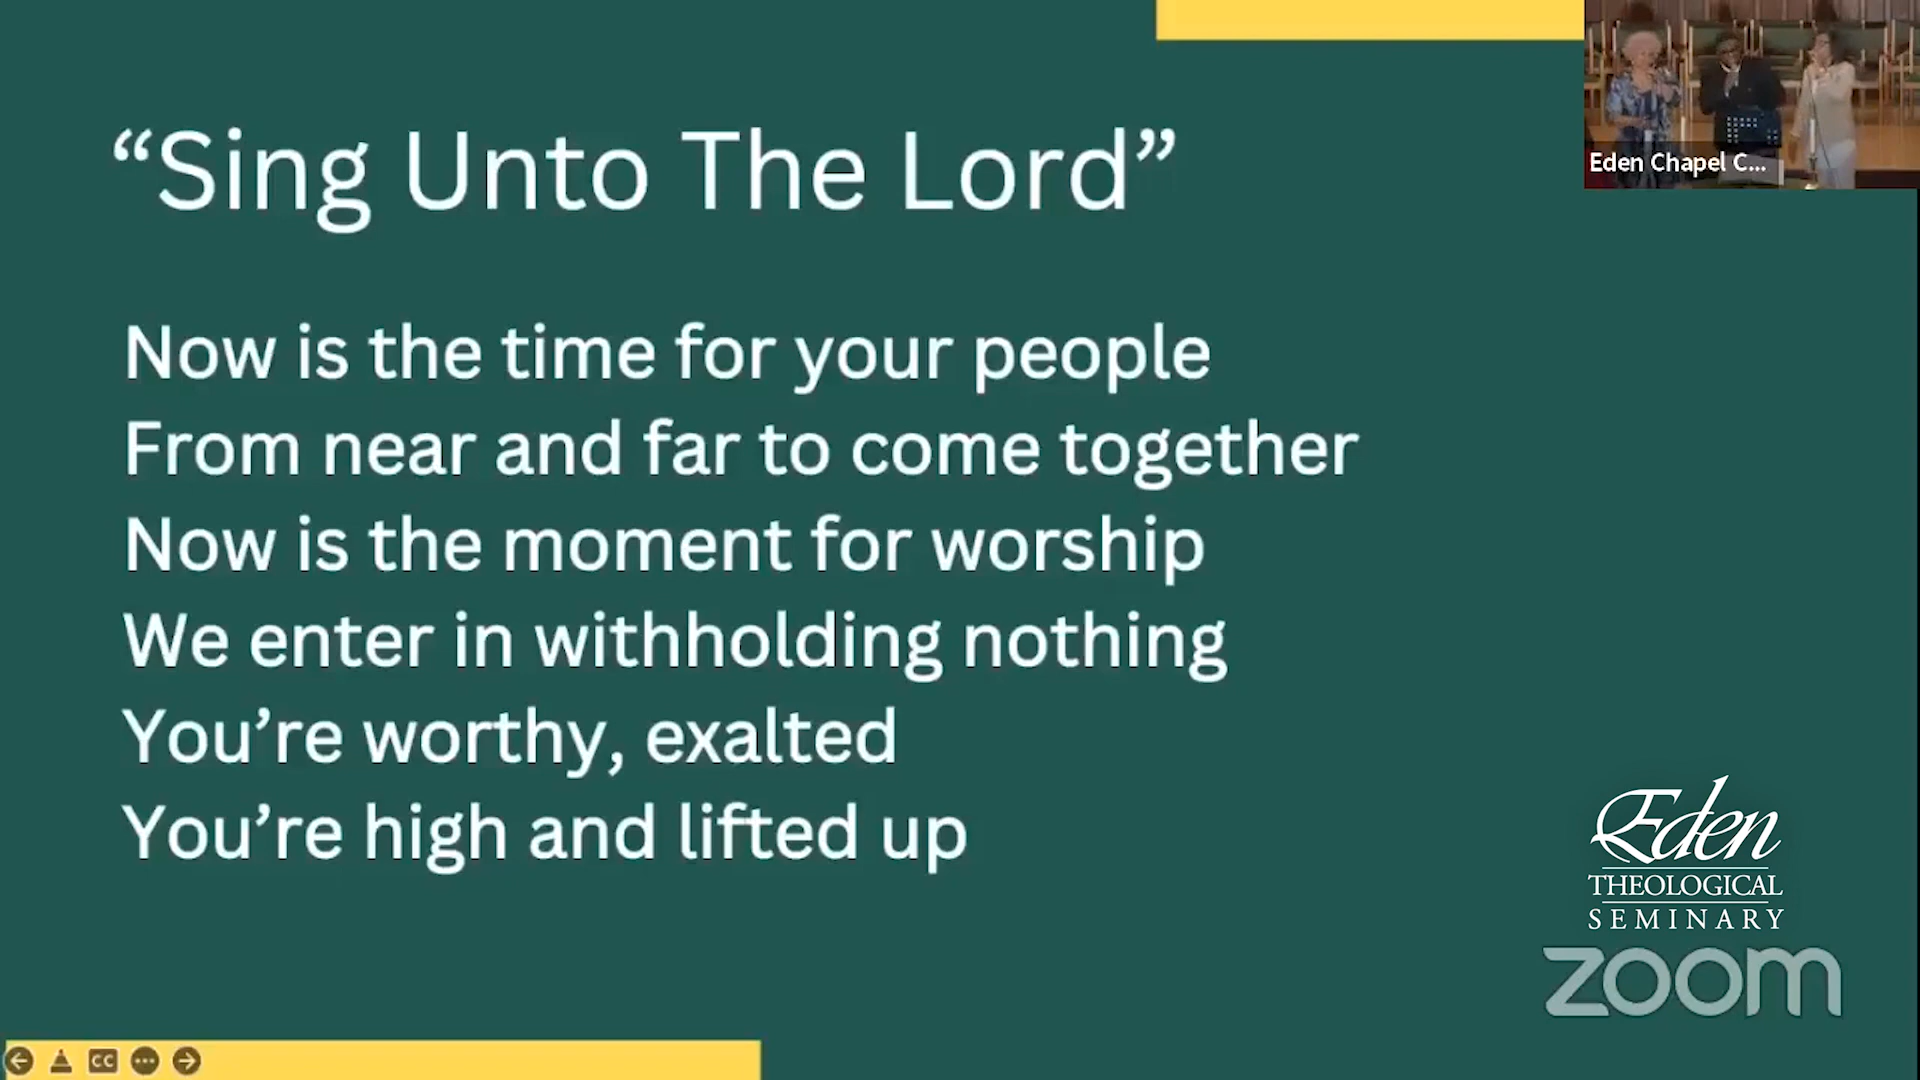 “Sing Unto The Lord”
Now is the time for your people
From near and far to come together
Now is the moment for worship
We enter in withholding nothing
You’re worthy, exalted
You’re high and lifted up
Eden Chapel C...
Eden
THEOLOGICAL
SEMINARY
zoom
CC